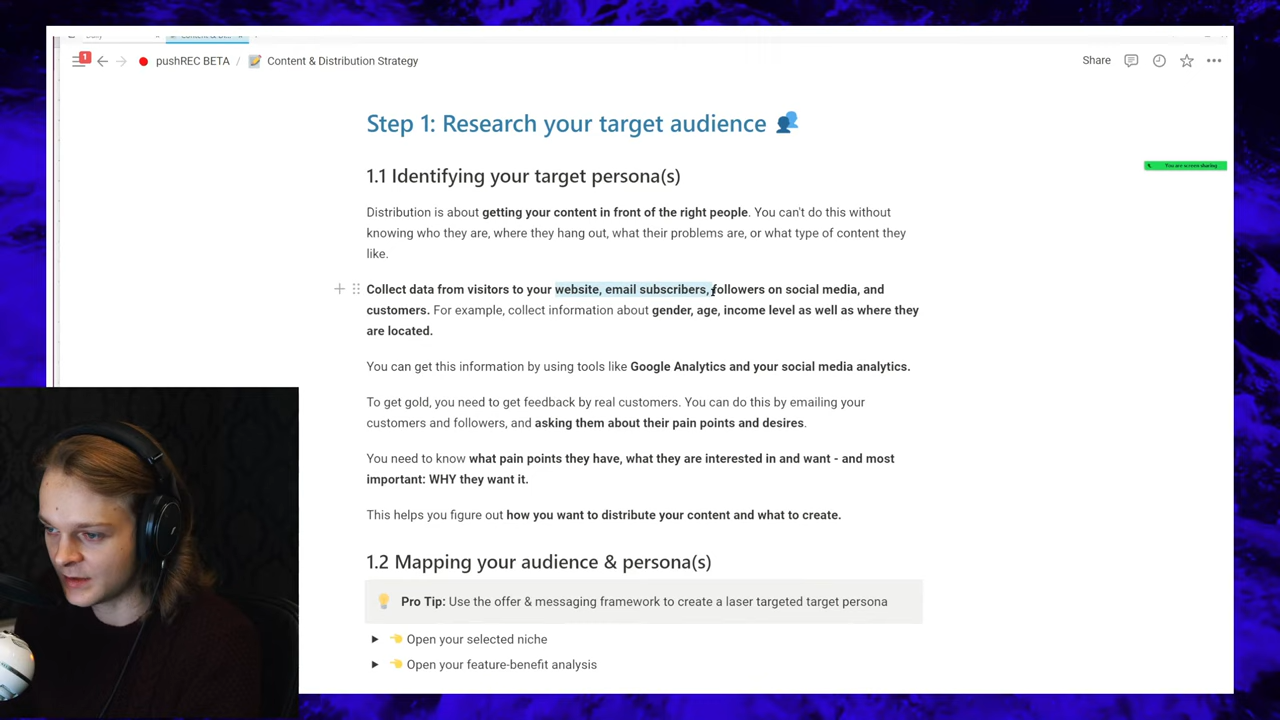 1
pushREC BETA / Content & Distribution Strategy
Share
Step 1: Research your target audience
You are screen sharing
1.1 Identifying your target persona(s)
Distribution is about getting your content in front of the right people. You can't do this without
knowing who they are, where they hang out, what their problems are, or what type of content they
like.
Collect data from visitors to your website, email subscribers, followers on social media, and
customers. For example, collect information about gender, age, income level as well as where they
are located.
You can get this information by using tools like Google Analytics and your social media analytics.
To get gold, you need to get feedback by real customers. You can do this by emailing your
customers and followers, and asking them about their pain points and desires.
You need to know what pain points they have, what they are interested in and want - and most
important: WHY they want it.
This helps you figure out how you want to distribute your content and what to create.
1.2 Mapping your audience & persona(s)
Pro Tip: Use the offer & messaging framework to create a laser targeted target persona
Open your selected niche
Open your feature-benefit analysis